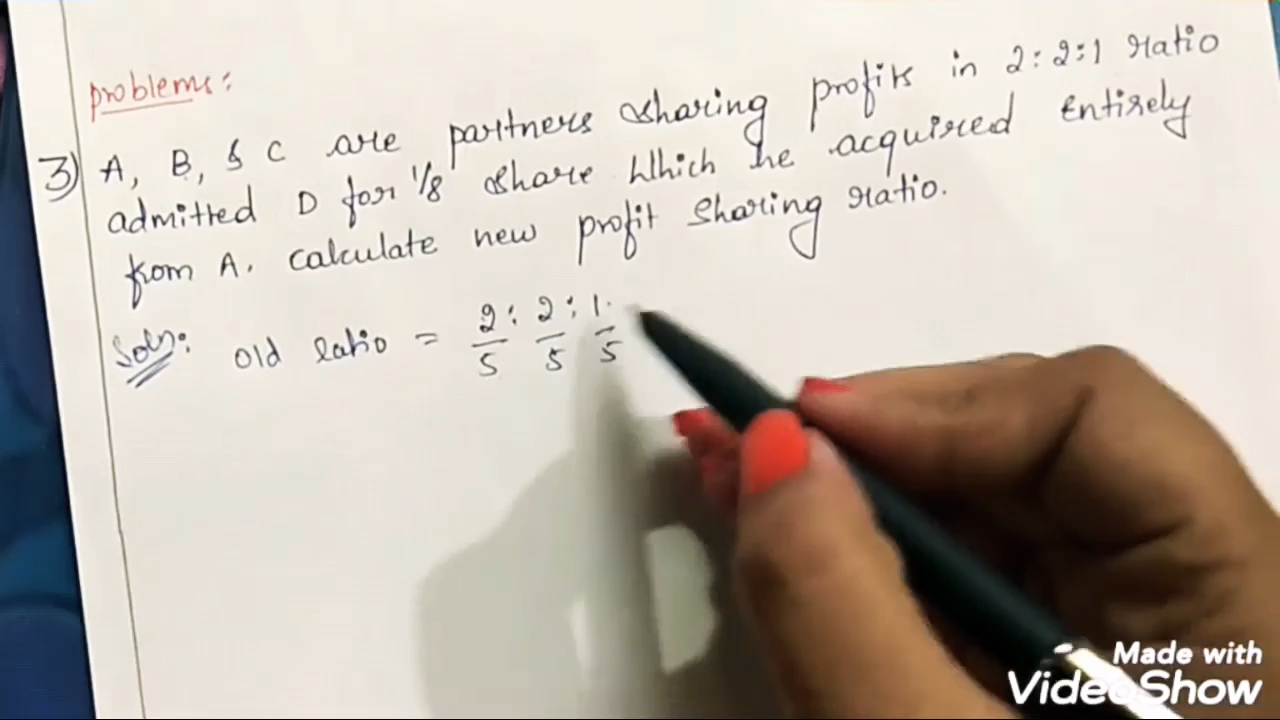 problems:
3) A, B, & C are partners sharing profits in 2:2:1 ratio
admitted D for 1/8 share which he acquired entirely
from A. calculate new profit sharing ratio.
Soln: old ratio = 2/5 : 2/5 : 1/5
Made with
VideoShow